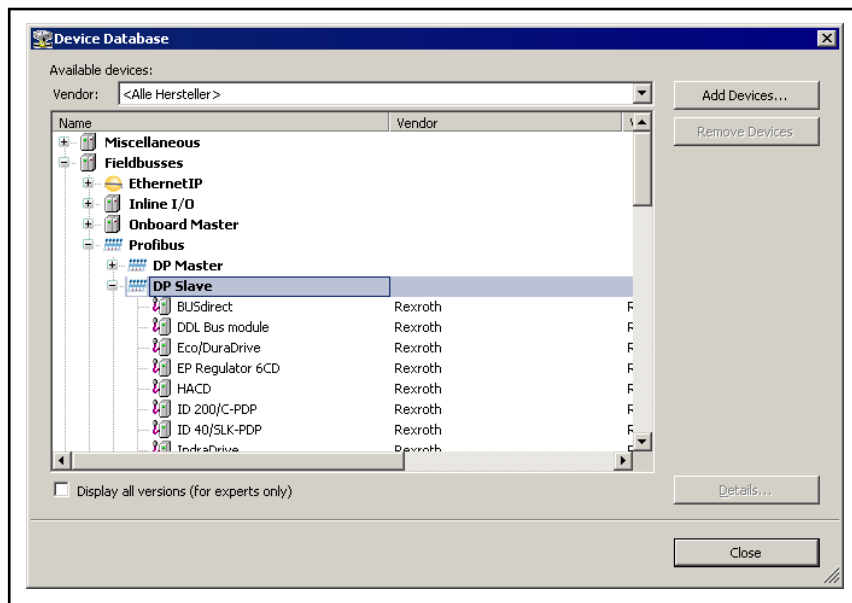 Device Database
Available devices:
Vendor: <Alle Hersteller> Add Devices...
Name Vendor Remove Devices
Miscellaneous
Fieldbusses
EthernetIP
Inline I/O
Onboard Master
Profibus
DP Master
DP Slave
BUSdirect Rexroth
DDL Bus module Rexroth
Eco/DuraDrive Rexroth
EP Regulator 6CD Rexroth
HACD Rexroth
ID 200/C-PDP Rexroth
ID 40/SLK-PDP Rexroth
IndraDrive Rexroth
Display all versions (for experts only) Details...
Close